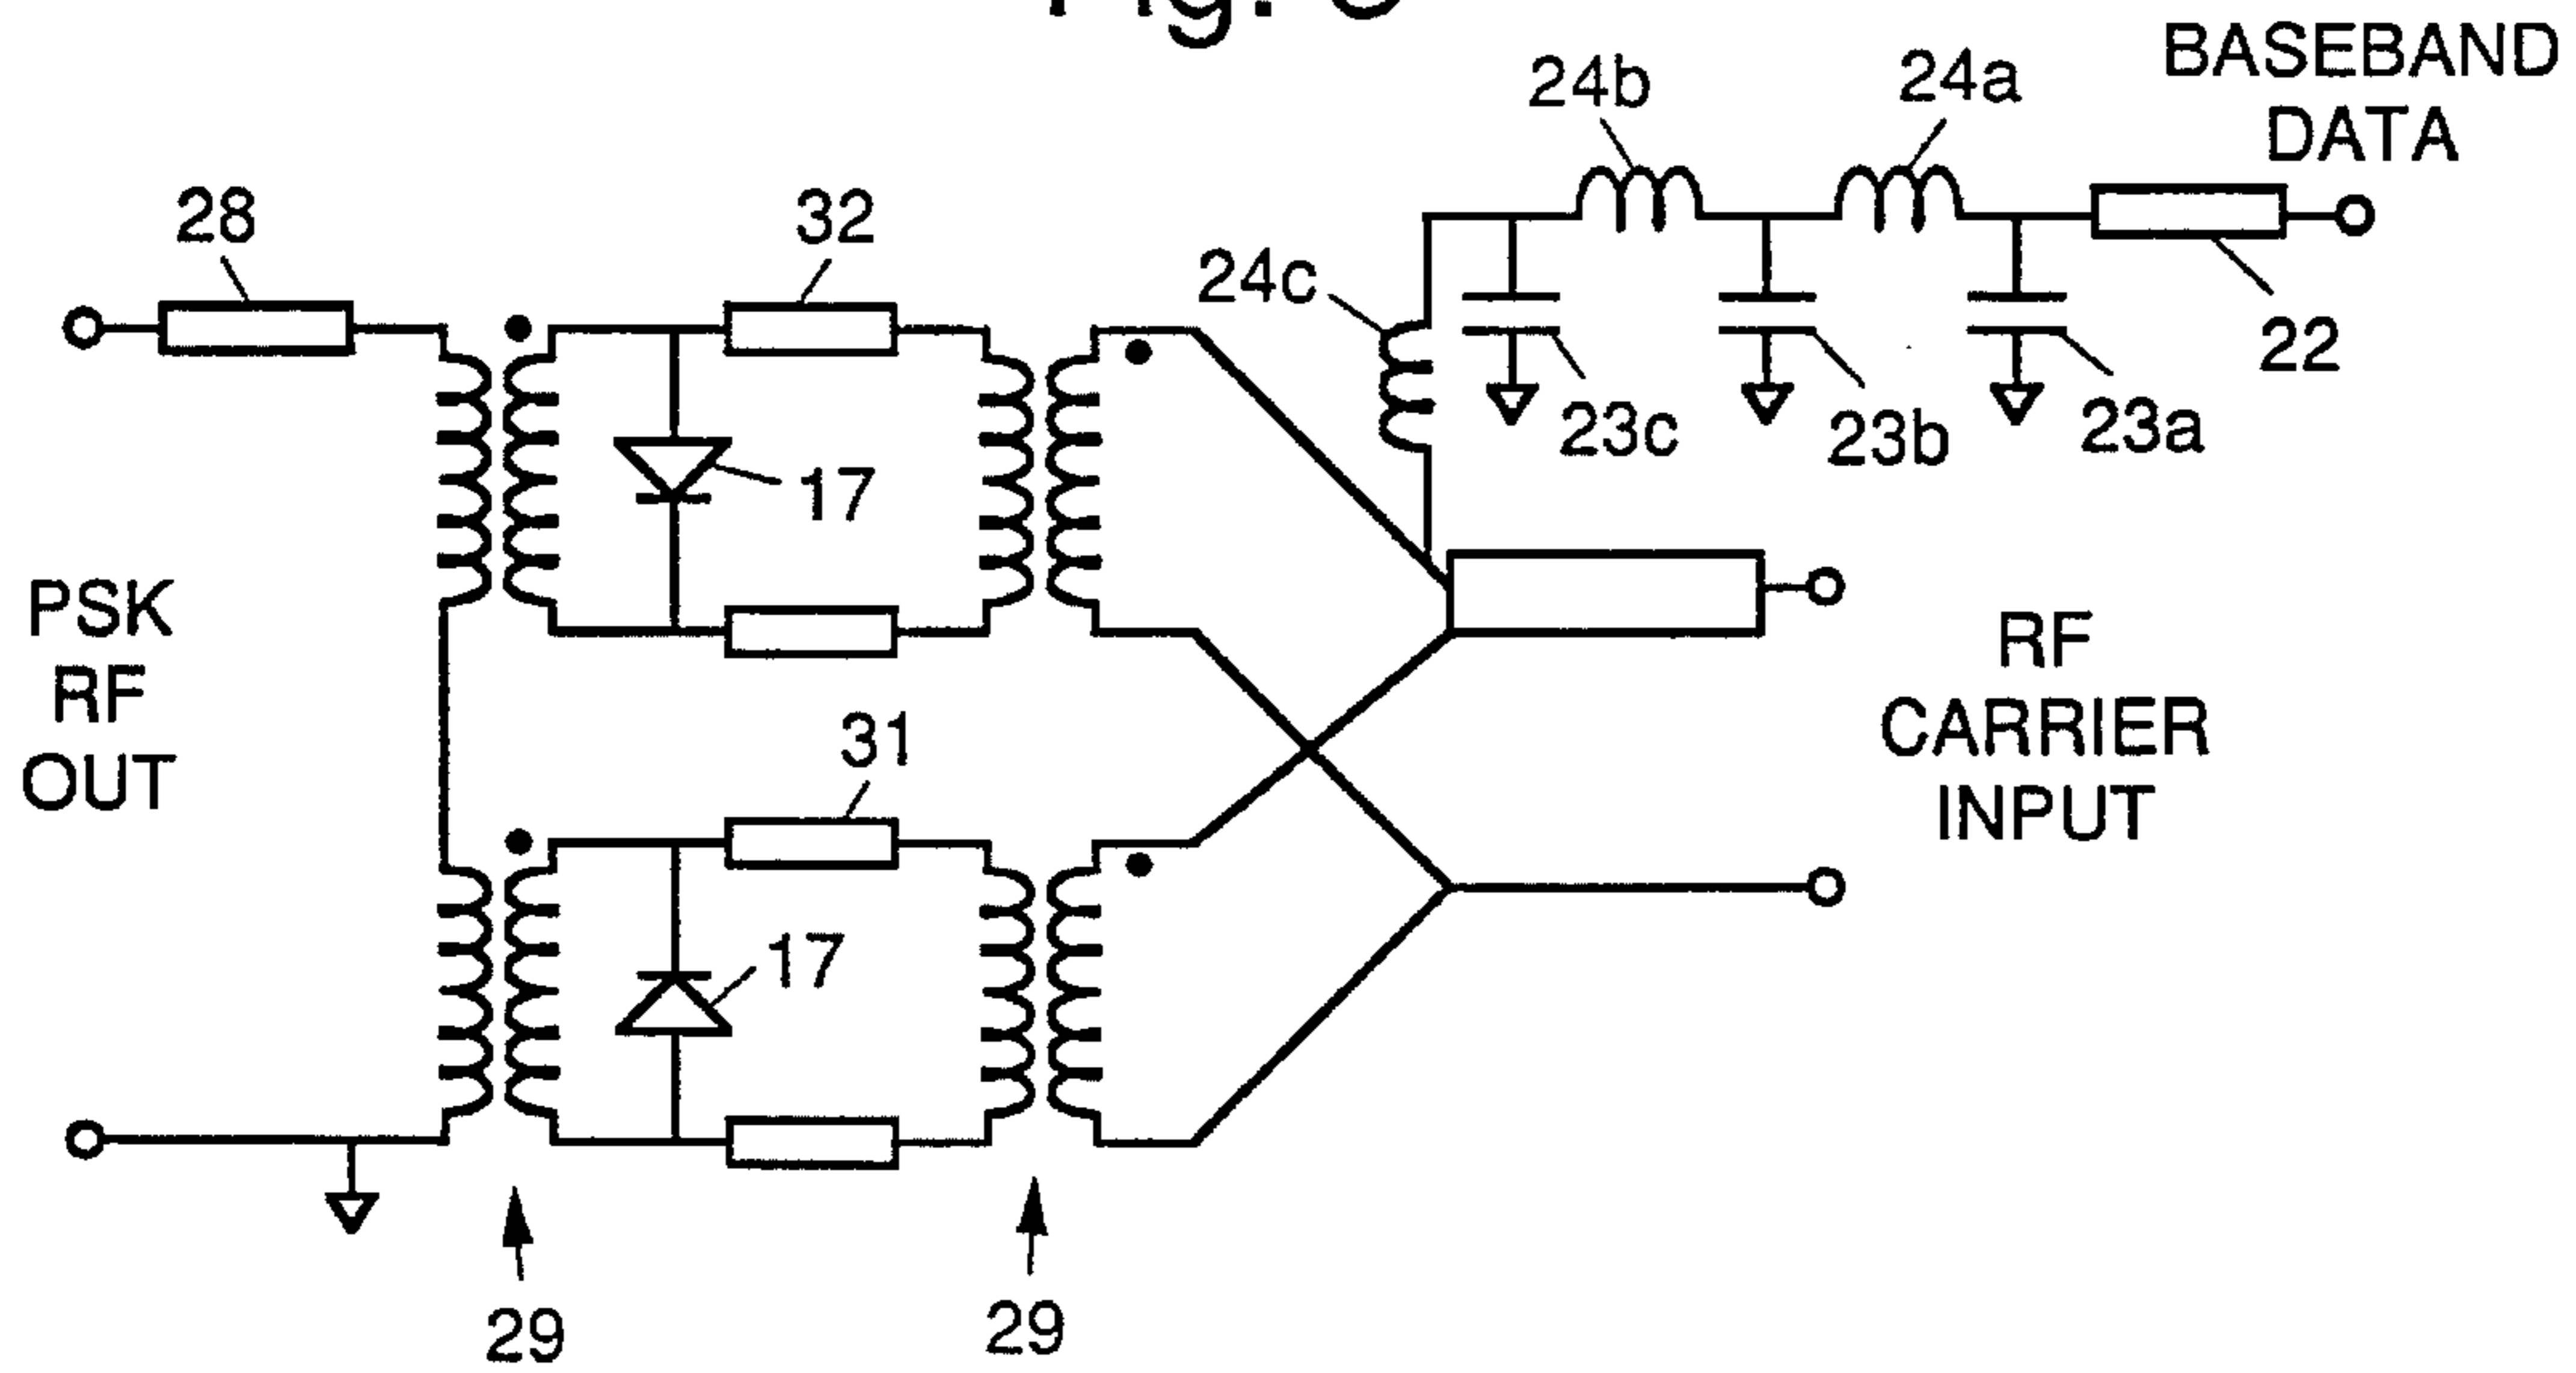 BASEBAND
DATA
24b
24a
28
32
24c
22
23c
23b
23a
17
PSK
RF
OUT
RF
CARRIER
INPUT
31
17
29
29